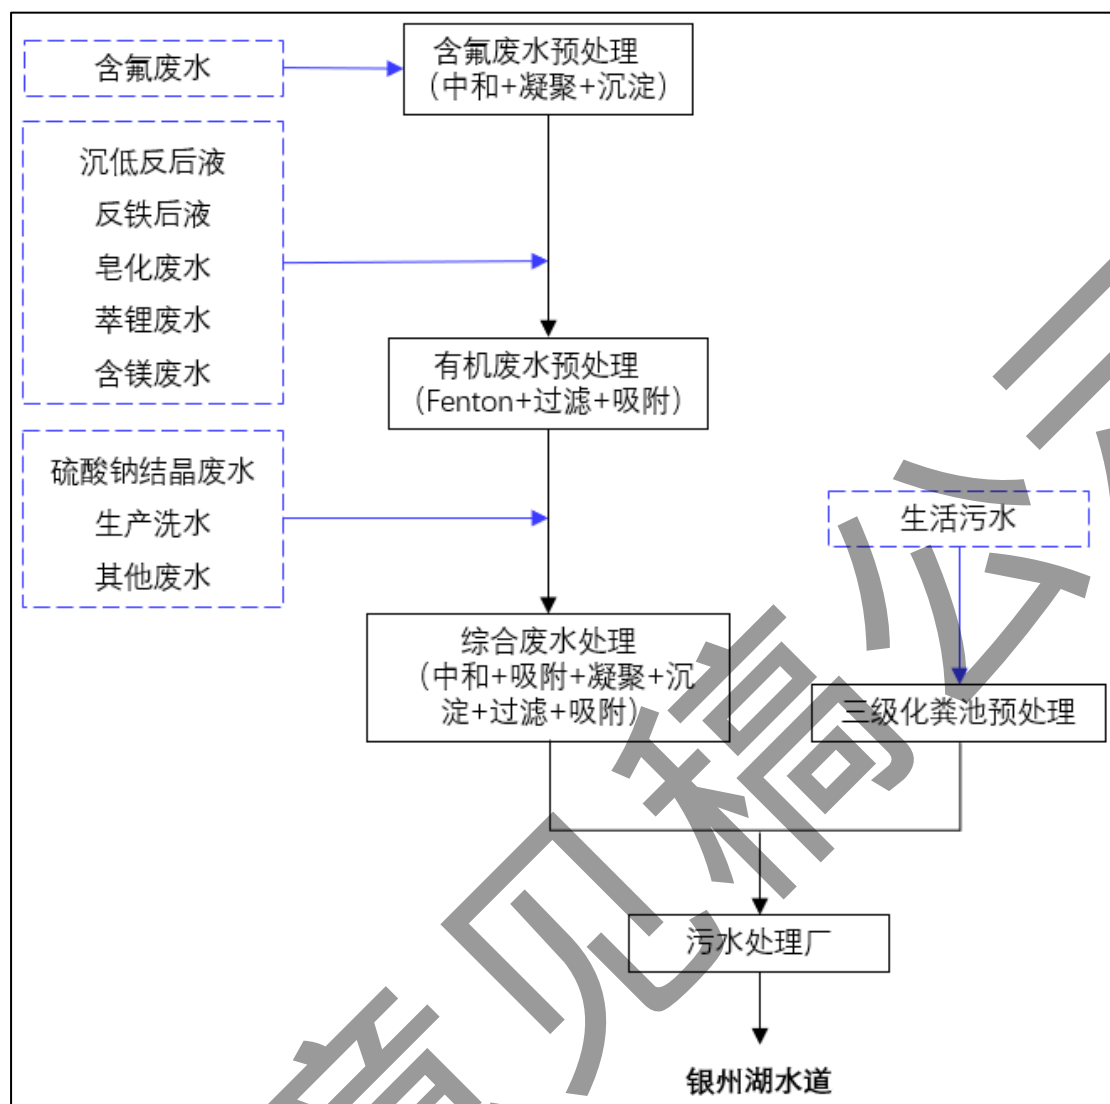 含氟废水
含氟废水预处理
（中和+凝聚+沉淀）
沉低反后液
反铁后液
皂化废水
萃锂废水
含镁废水
有机废水预处理
（Fenton+过滤+吸附）
硫酸钠结晶废水
生产洗水
其他废水
生活污水
综合废水处理
（中和+吸附+凝聚+沉
淀+过滤+吸附）
三级化粪池预处理
污水处理厂
银州湖水道
意见稿公示